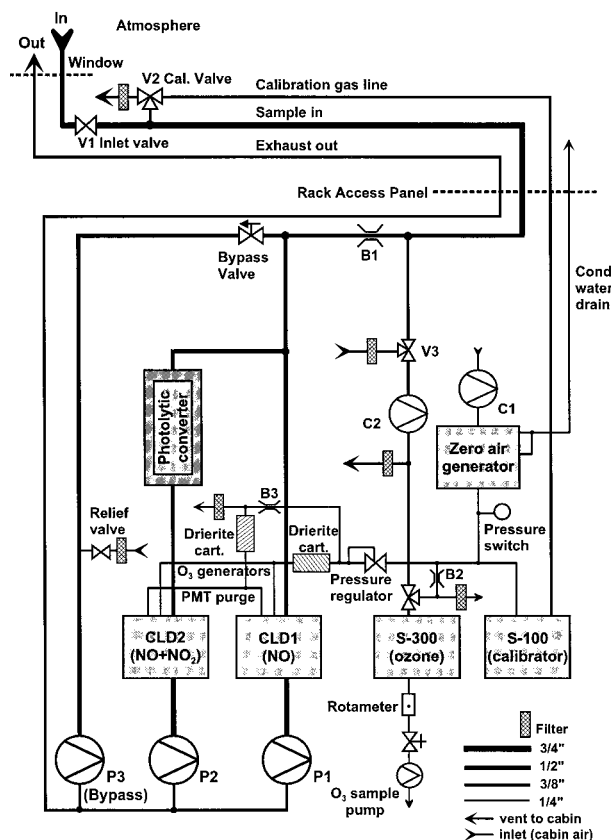 In
Atmosphere
Out
Window
V2 Cal. Valve
Calibration gas line
Sample in
V1 Inlet valve
Exhaust out
Rack Access Panel
Bypass
Valve
B1
Cond
water
drain
V3
Photolytic
converter
C2
C1
Zero air
generator
Relief
valve
B3
Drierite
cart.
Drierite
cart.
Pressure
switch
O₃ generators
Pressure
regulator
B2
PMT purge
CLD2
(NO+NO₂)
CLD1
(NO)
S-300
(ozone)
S-100
(calibrator)
Rotameter
Filter
3/4"
1/2"
3/8"
1/4"
P3
(Bypass)
P2
P1
O₃ sample
pump
vent to cabin
inlet (cabin air)